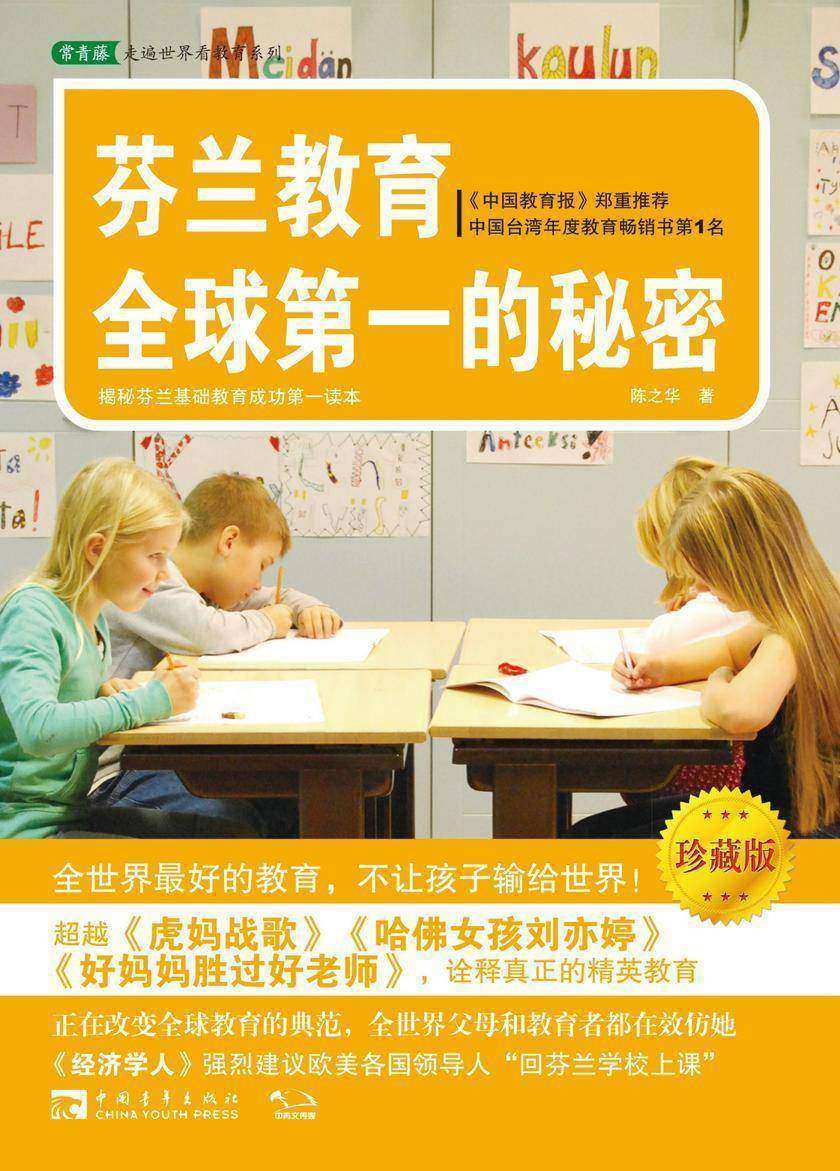 常青藤 走遍世界看教育系列
Meidän
koulun
芬兰教育
《中国教育报》郑重推荐
中国台湾年度教育畅销书第1名
全球第一的秘密
揭秘芬兰基础教育成功第一读本
陈之华 著
Anteeksi
珍藏版
全世界最好的教育，不让孩子输给世界！
超越《虎妈战歌》《哈佛女孩刘亦婷》
《好妈妈胜过好老师》，诠释真正的精英教育
正在改变全球教育的典范，全世界父母和教育者都在效仿她
《经济学人》强烈建议欧美各国领导人“回芬兰学校上课”
中国青年出版社
CHINA YOUTH PRESS
中青文传媒